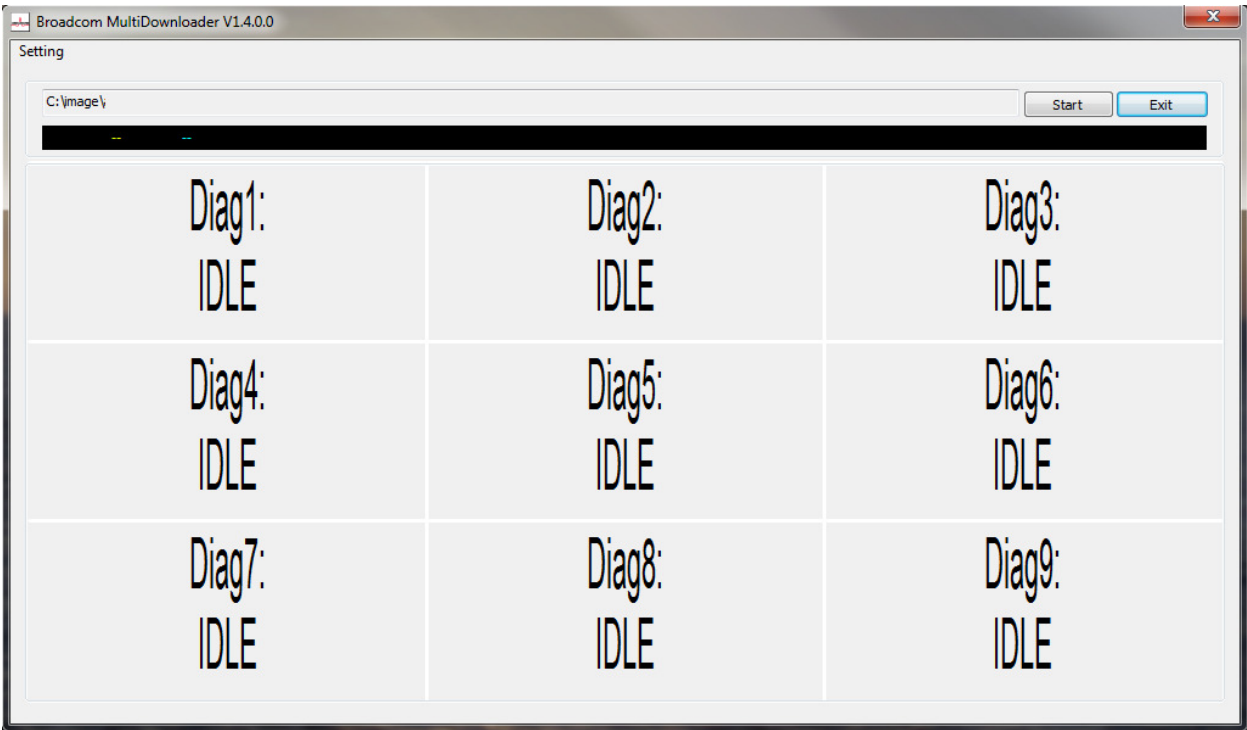 Broadcom MultiDownloader V1.4.0.0
Setting
C:\image\
Start Exit
-- --
Diag1: Diag2: Diag3:
IDLE IDLE IDLE
Diag4: Diag5: Diag6:
IDLE IDLE IDLE
Diag7: Diag8: Diag9:
IDLE IDLE IDLE